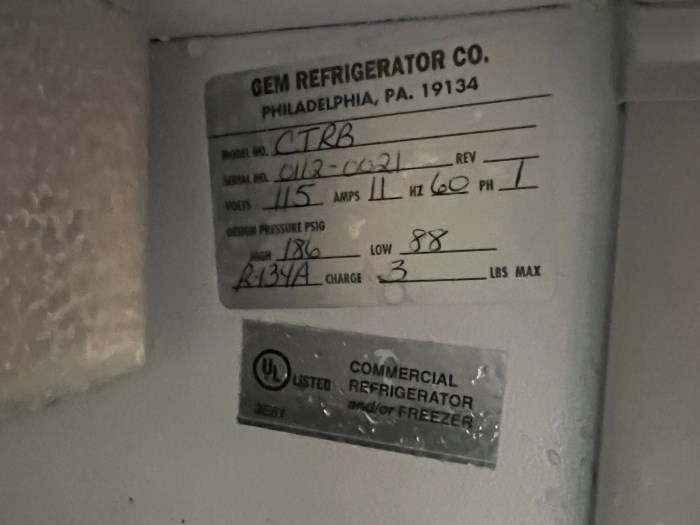 GEM REFRIGERATOR CO.
PHILADELPHIA, PA. 19134
MODEL NO. CTRB
SERIAL NO. 0112-0021 REV
VOLTS 115 AMPS 11 HZ 60 PH 1
DESIGN PRESSURE PSIG
HIGH 186 LOW 88
R-134A CHARGE 3 LBS MAX
UL LISTED
3E61
COMMERCIAL
REFRIGERATOR
and/or FREEZER